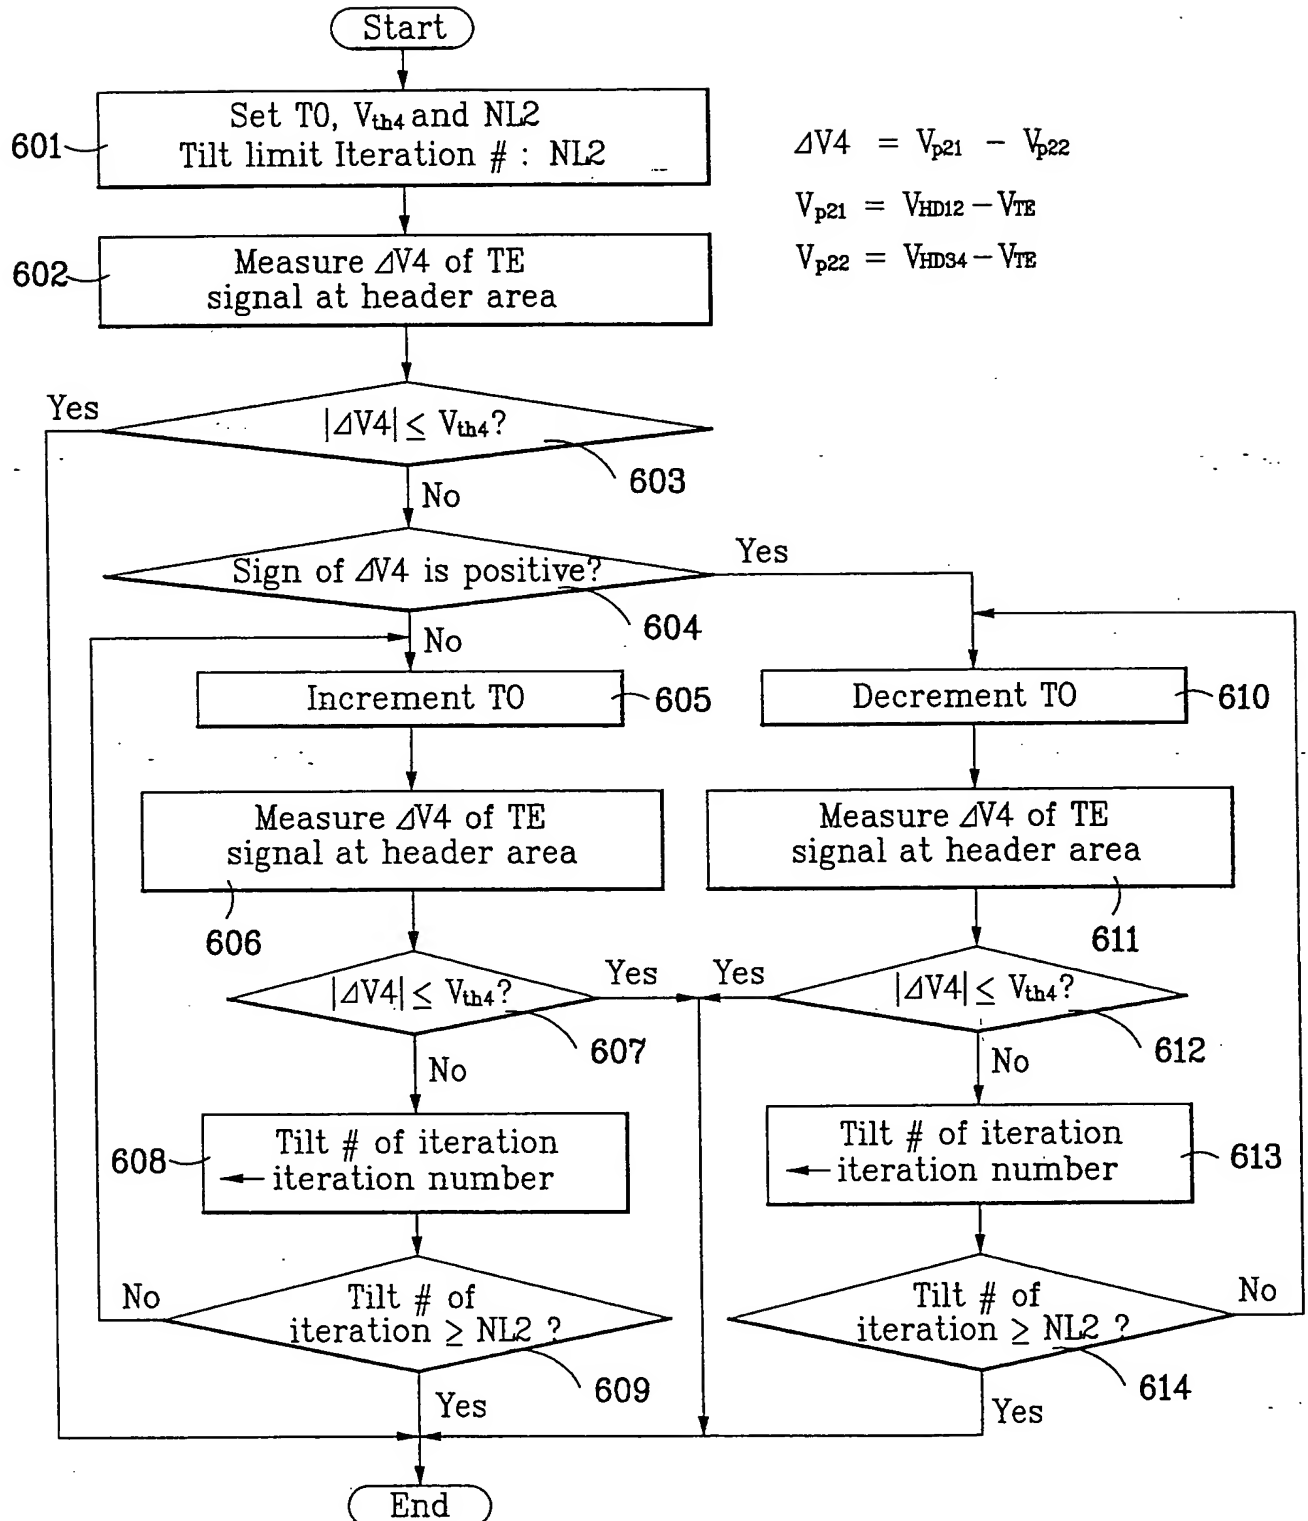 Start
601
Set T0, Vth4 and NL2
Tilt limit Iteration # : NL2
ΔV4 = Vp21 - Vp22
Vp21 = VHD12 - VTE
Vp22 = VHD34 - VTE
602
Measure ΔV4 of TE
signal at header area
Yes
|ΔV4| ≤ Vth4?
603
No
Sign of ΔV4 is positive?
Yes
604
No
Increment TO
605
Decrement TO
610
Measure ΔV4 of TE
signal at header area
606
Measure ΔV4 of TE
signal at header area
611
|ΔV4| ≤ Vth4?
Yes
607
No
Yes
|ΔV4| ≤ Vth4?
612
No
608
Tilt # of iteration
← iteration number
Tilt # of iteration
← iteration number
613
No
Tilt # of
iteration ≥ NL2 ?
609
Yes
Tilt # of
iteration ≥ NL2 ?
No
614
Yes
End